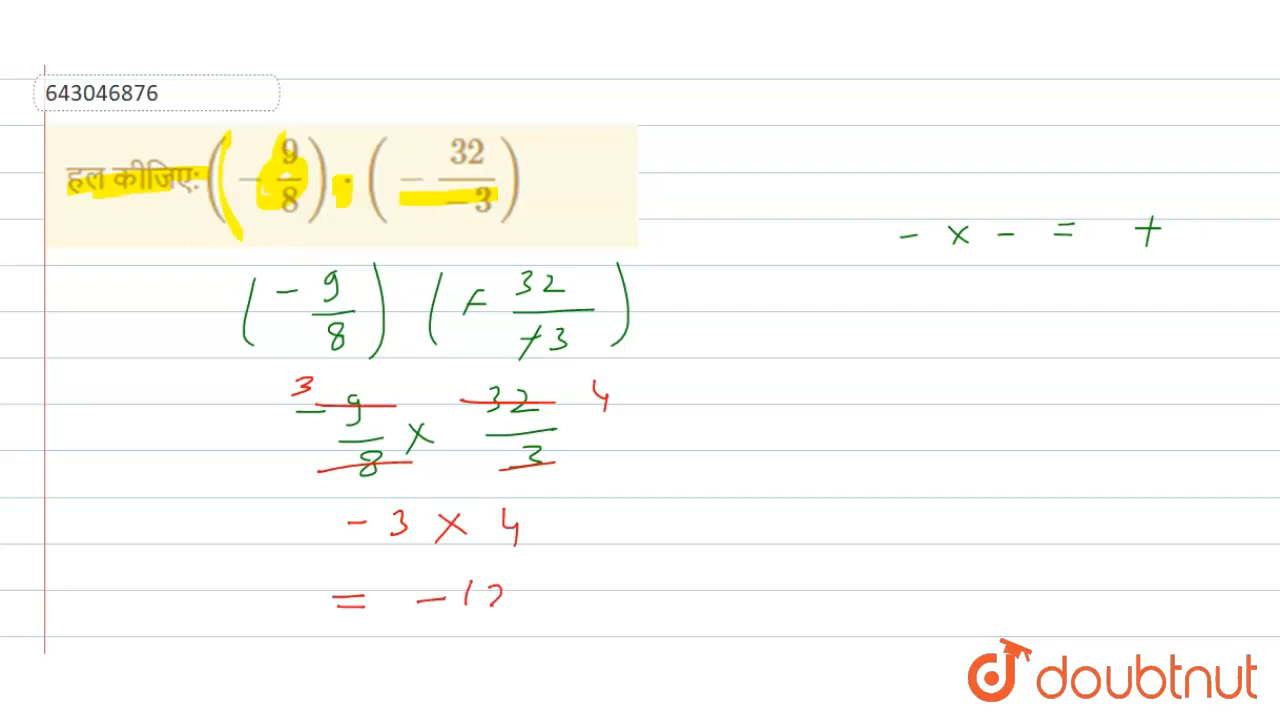 643046876
हल कीजिए: (- 9/8) · (- 32/-3)
- x - = +
(- 9/8) (- 32/-3)
3 4
- 9/8 x 32/3
- 3 x 4
= -12
doubtnut